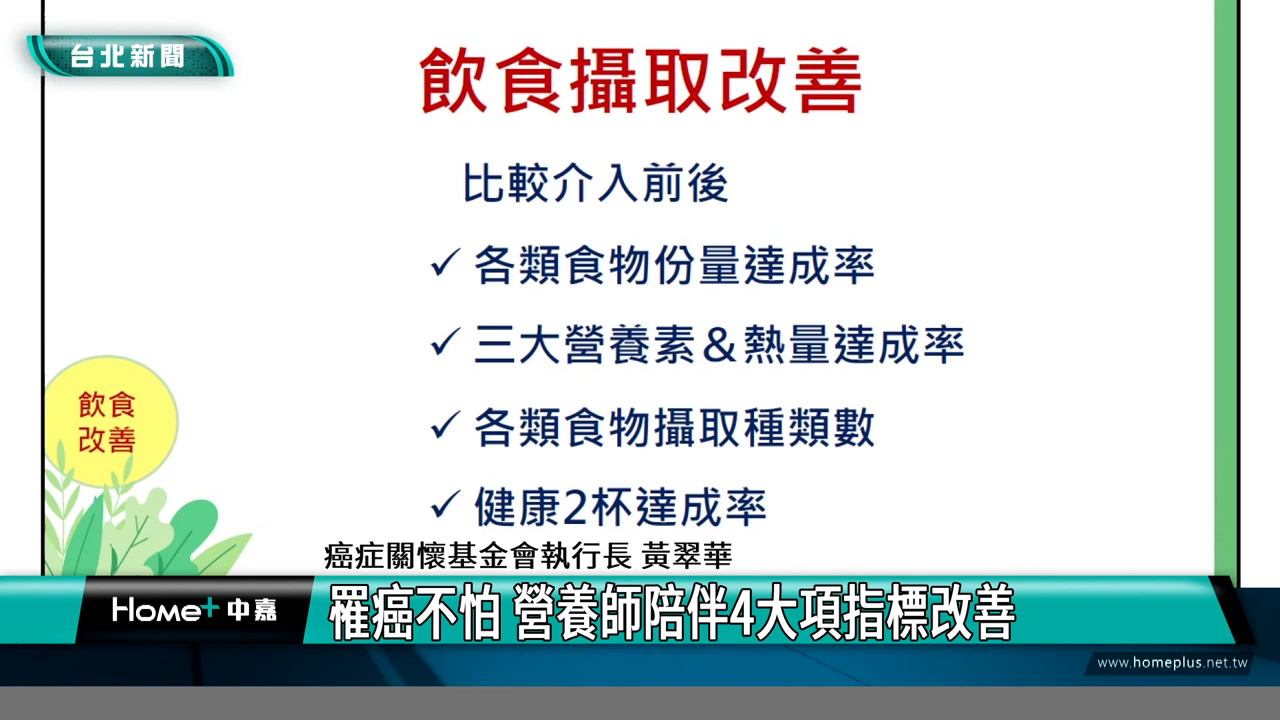 台北新聞
飲食攝取改善
比較介入前後
✓ 各類食物份量達成率
✓ 三大營養素＆熱量達成率
✓ 各類食物攝取種類數
✓ 健康2杯達成率
飲食
改善
癌症關懷基金會執行長 黃翠華
Home+中嘉
罹癌不怕 營養師陪伴4大項指標改善
www.homeplus.net.tw